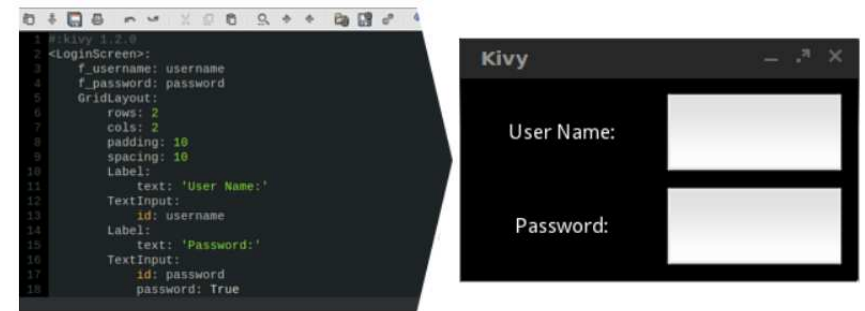 1 #:kivy 1.2.0
2 <LoginScreen>:
3 f_username: username
4 f_password: password
5 GridLayout:
6 rows: 2
7 cols: 2
8 padding: 10
9 spacing: 10
10 Label:
11 text: 'User Name:'
12 TextInput:
13 id: username
14 Label:
15 text: 'Password:'
16 TextInput:
17 id: password
18 password: True
Kivy
User Name:
Password: